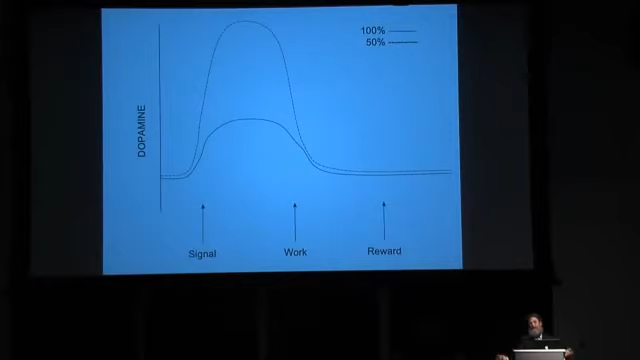 100%
50%
DOPAMINE
Signal
Work
Reward